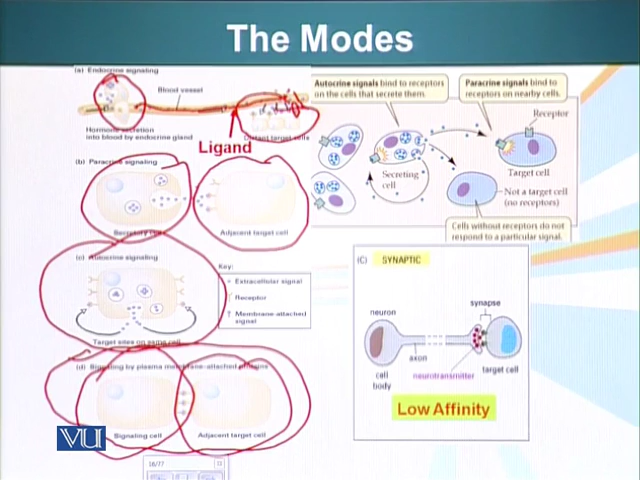 The Modes
(a) Endocrine signaling
Blood vessel
Hormone secretion
into blood by endocrine gland
Distant target cells
Ligand
(b) Paracrine signaling
Secretory cell
Adjacent target cell
(c) Autocrine signaling
Target sites on same cell
Key:
Extracellular signal
Receptor
Membrane-attached
signal
(d) Signaling by plasma membrane-attached proteins
Signaling cell
Adjacent target cell
Autocrine signals bind to receptors
on the cells that secrete them.
Paracrine signals bind to
receptors on nearby cells.
Receptor
Secreting
cell
Target cell
Not a target cell
(no receptors)
Cells without receptors do not
respond to a particular signal.
(C) SYNAPTIC
neuron
synapse
axon
cell
body
neurotransmitter
target cell
Low Affinity
VU
16/77